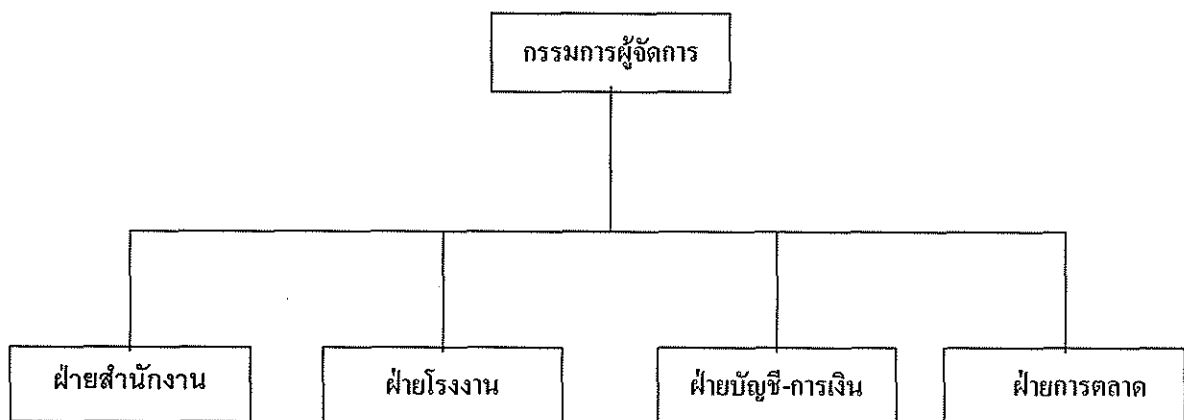 กรรมการผู้จัดการ
ฝ่ายสำนักงาน
ฝ่ายโรงงาน
ฝ่ายบัญชี-การเงิน
ฝ่ายการตลาด